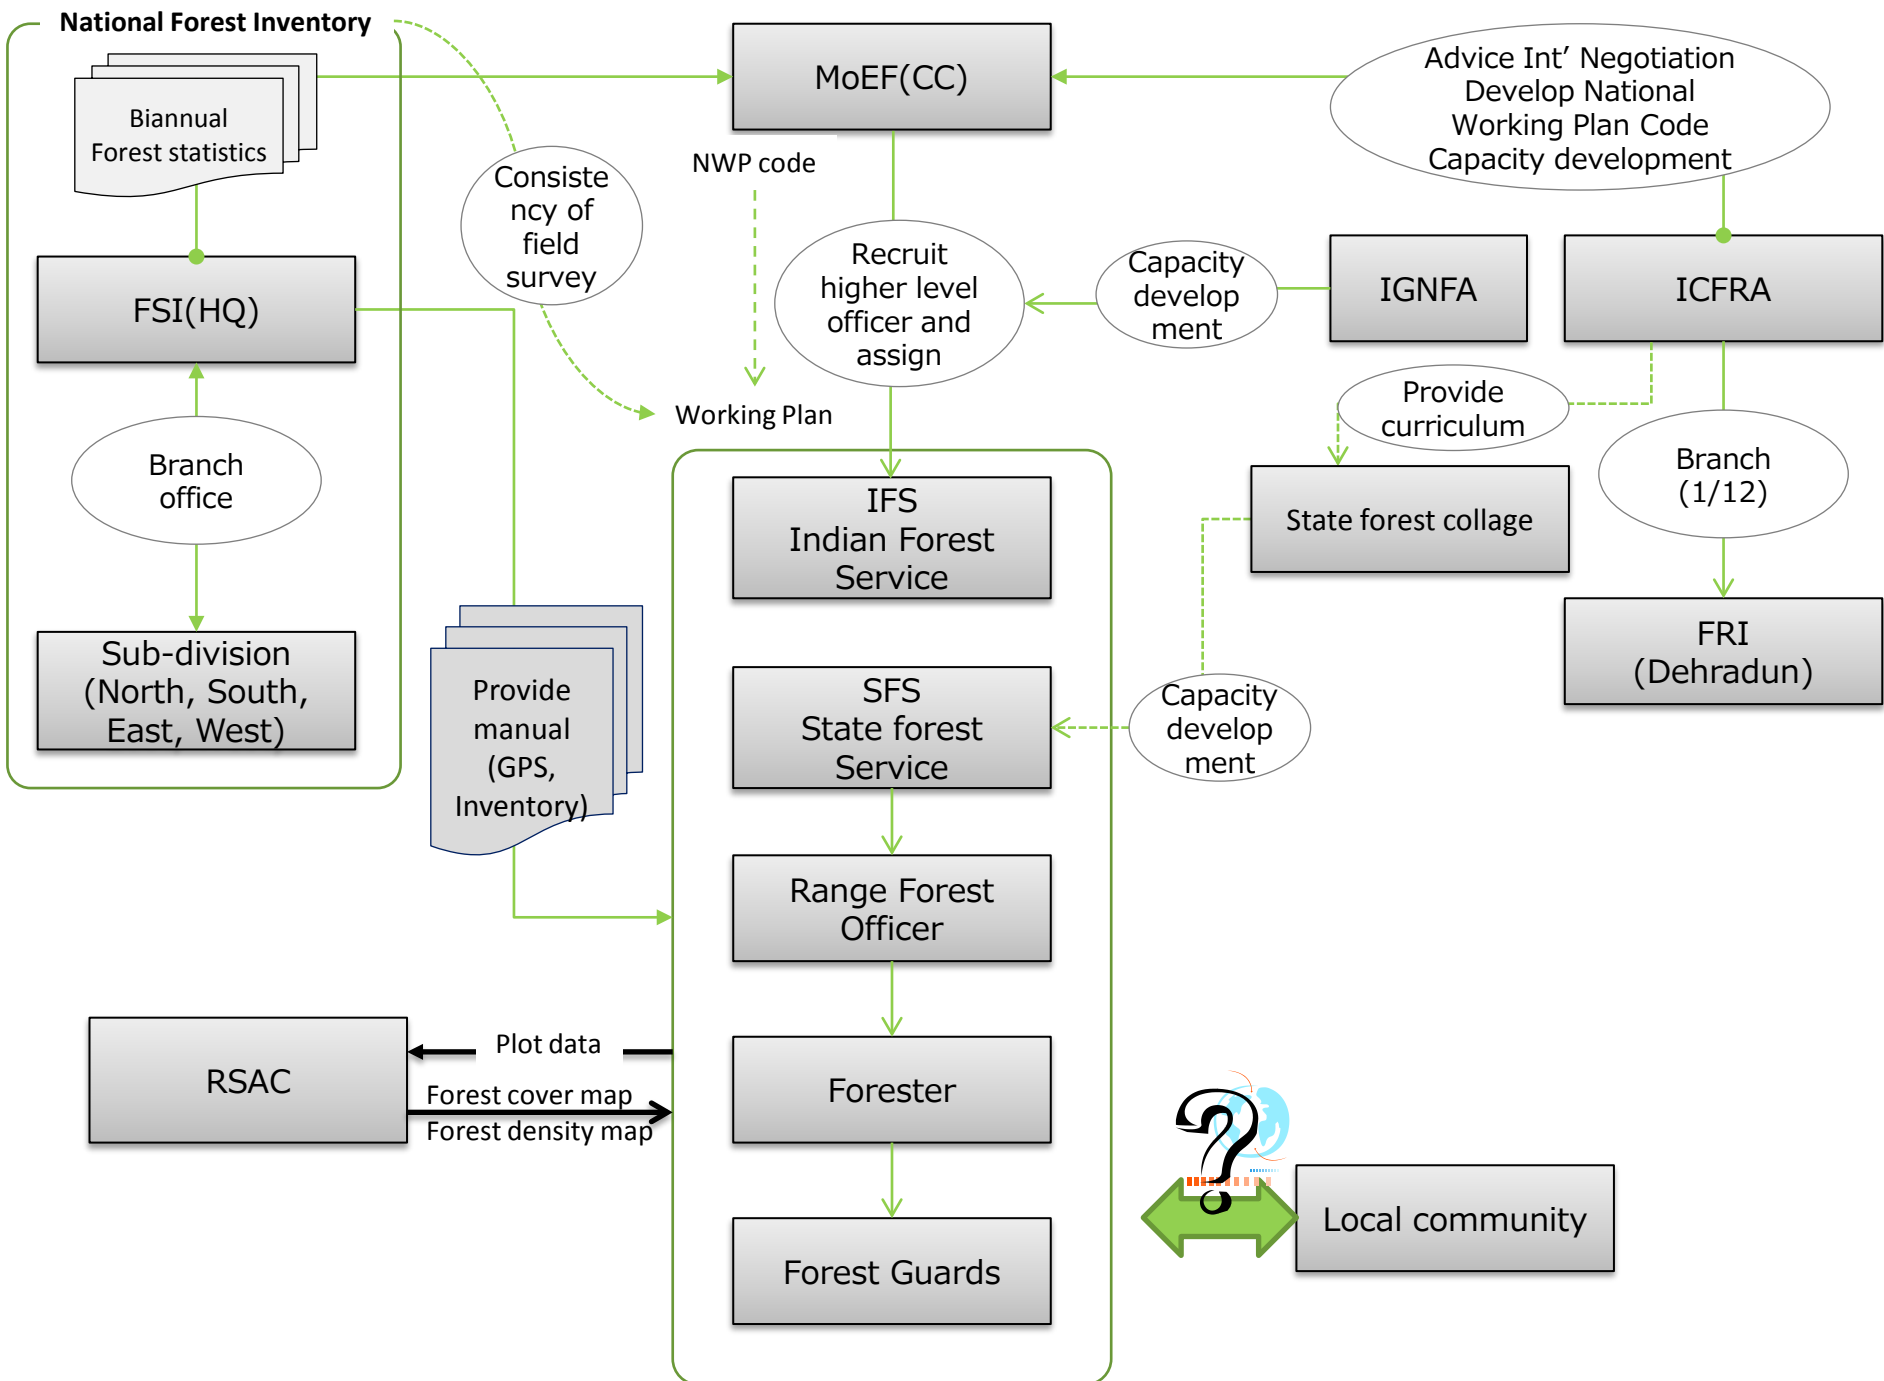 National Forest Inventory
Biannual
Forest statistics
FSI(HQ)
Branch
office
Sub-division
(North, South,
East, West)
Consiste
ncy of
field
survey
MoEF(CC)
NWP code
Working Plan
Recruit
higher level
officer and
assign
Capacity
develop
ment
IGNFA
Advice Int’ Negotiation
Develop National
Working Plan Code
Capacity development
ICFRA
Provide
curriculum
State forest collage
Branch
(1/12)
FRI
(Dehradun)
Capacity
develop
ment
IFS
Indian Forest
Service
SFS
State forest
Service
Range Forest
Officer
Forester
Forest Guards
Provide
manual
(GPS,
Inventory)
RSAC
Plot data
Forest cover map
Forest density map
Local community